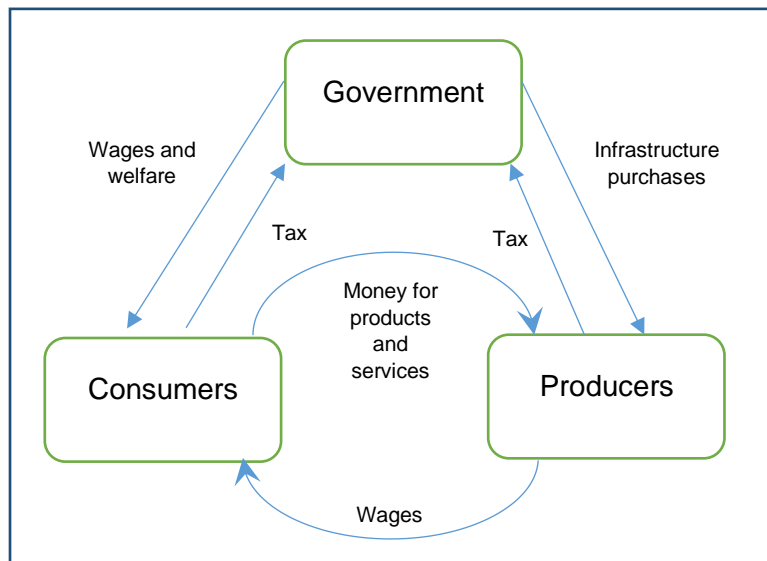 Government
Wages and
welfare
Infrastructure
purchases
Tax
Tax
Money for
products
and
services
Consumers
Producers
Wages